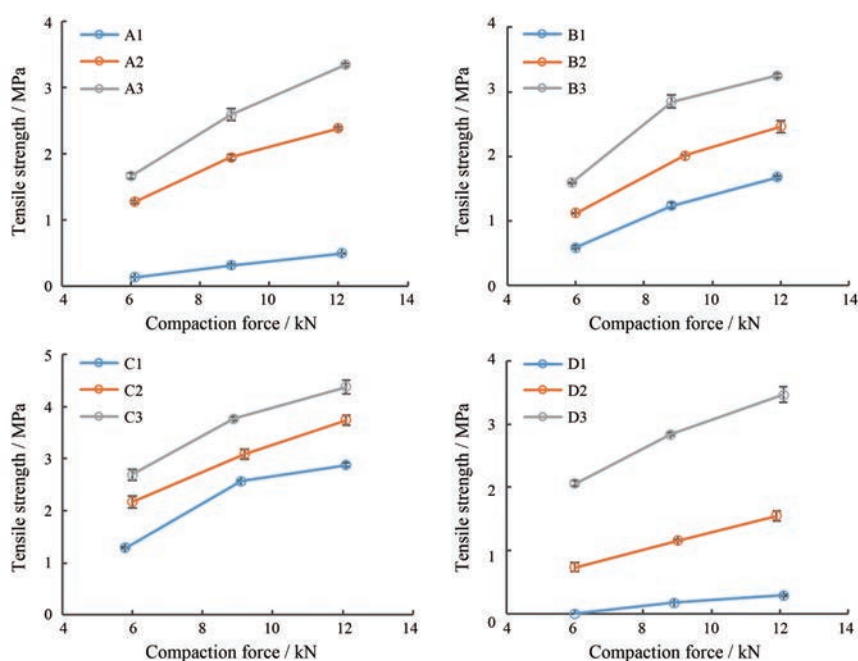 4
A1
A2
A3
3
2
1
0
Tensile strength / MPa
4 6 8 10 12 14
Compaction force / kN
4
B1
B2
B3
3
2
1
0
Tensile strength / MPa
4 6 8 10 12 14
Compaction force / kN
5
C1
C2
C3
4
3
2
1
0
Tensile strength / MPa
4 6 8 10 12 14
Compaction force / kN
4
D1
D2
D3
3
2
1
0
Tensile strength / MPa
4 6 8 10 12 14
Compaction force / kN